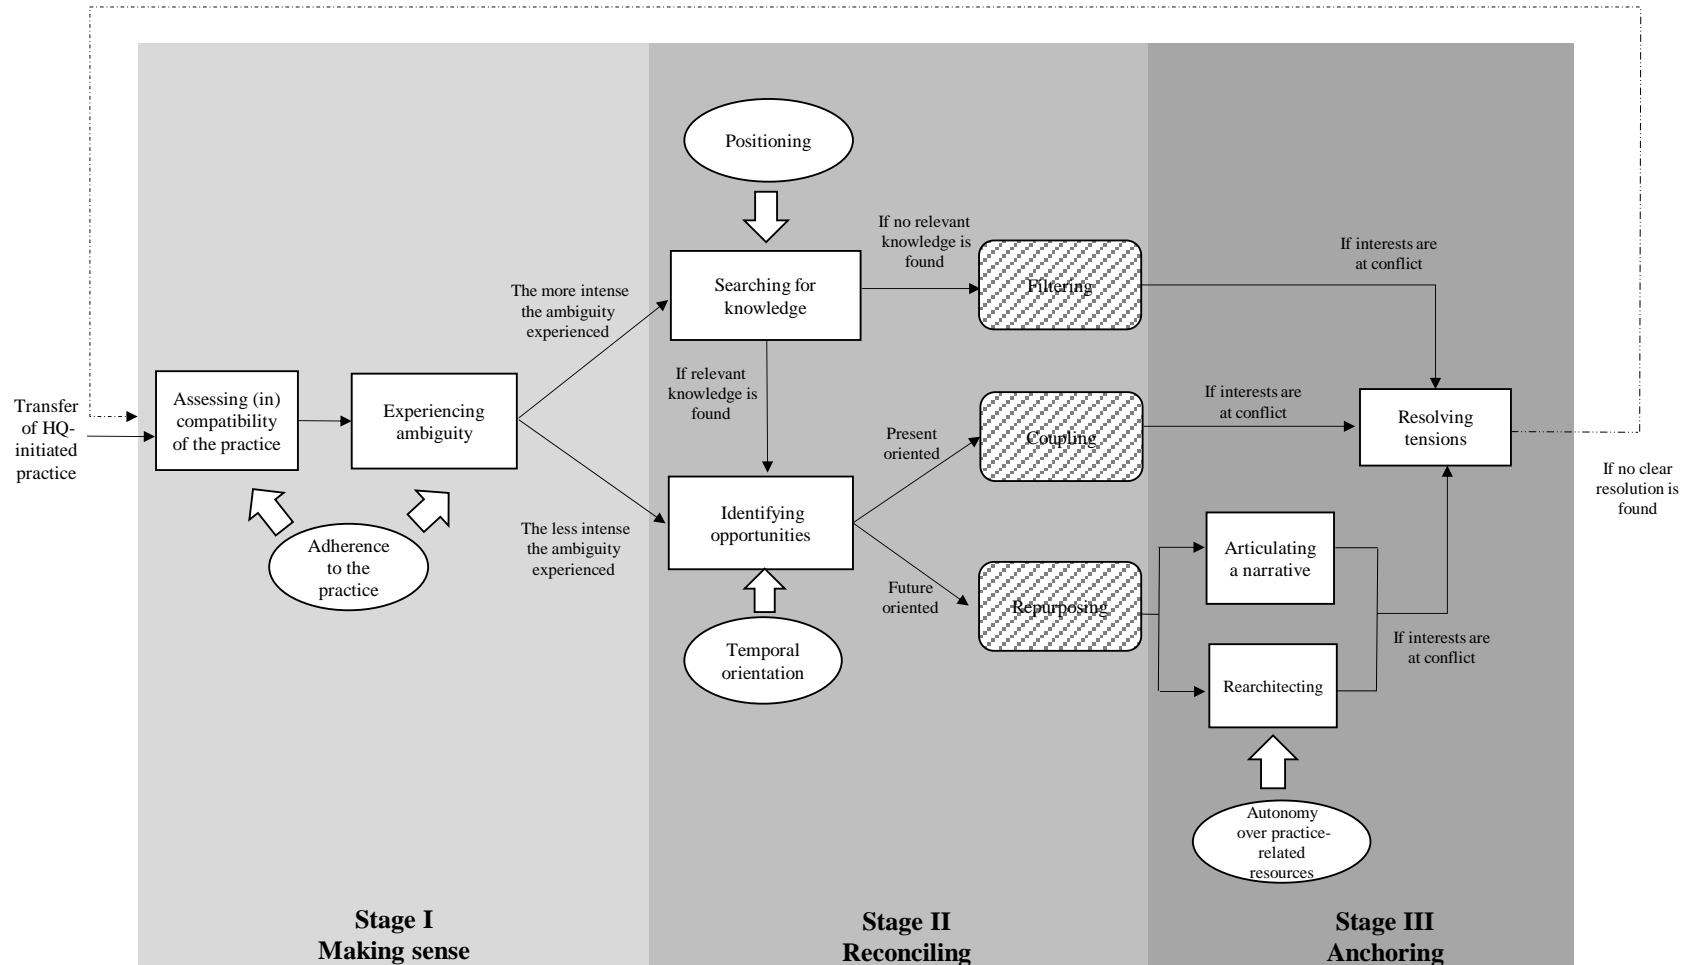 Transfer
of HQ-
initiated
practice
Assessing (in)
compatibility
of the practice
Experiencing
ambiguity
Adherence
to the
practice
The more intense
the ambiguity
experienced
The less intense
the ambiguity
experienced
Positioning
Searching for
knowledge
If no relevant
knowledge is
found
If relevant
knowledge is
found
Identifying
opportunities
Temporal
orientation
Present
oriented
Future
oriented
Filtering
Coupling
Repurposing
If interests are
at conflict
If interests are
at conflict
Resolving
tensions
Articulating
a narrative
Rearchitecting
If interests are
at conflict
Autonomy
over practice-
related
resources
If no clear
resolution is
found
Stage I
Making sense
Stage II
Reconciling
Stage III
Anchoring